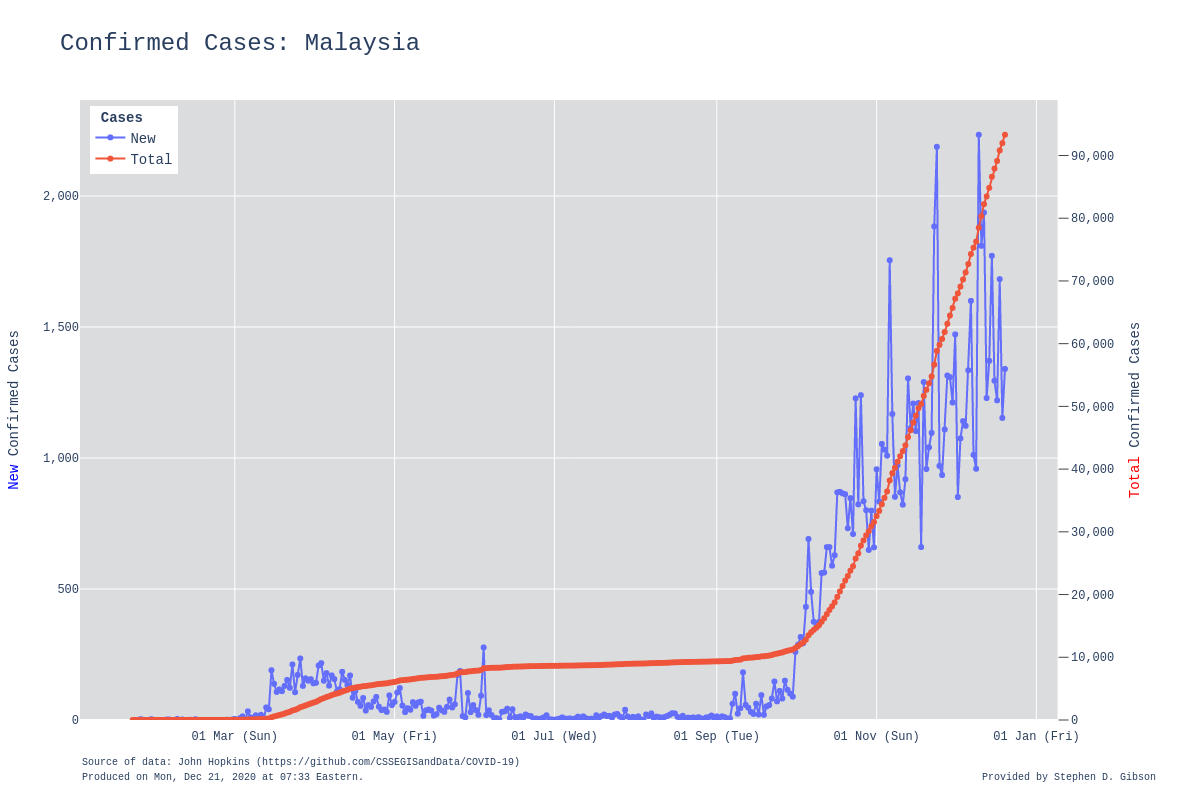 Confirmed Cases: Malaysia
Cases
New
Total
2,000
1,500
1,000
500
0
New Confirmed Cases
90,000
80,000
70,000
60,000
50,000
40,000
30,000
20,000
10,000
0
Total Confirmed Cases
01 Mar (Sun) 01 May (Fri) 01 Jul (Wed) 01 Sep (Tue) 01 Nov (Sun) 01 Jan (Fri)
Source of data: John Hopkins (https://github.com/CSSEGISandData/COVID-19)
Produced on Mon, Dec 21, 2020 at 07:33 Eastern.
Provided by Stephen D. Gibson